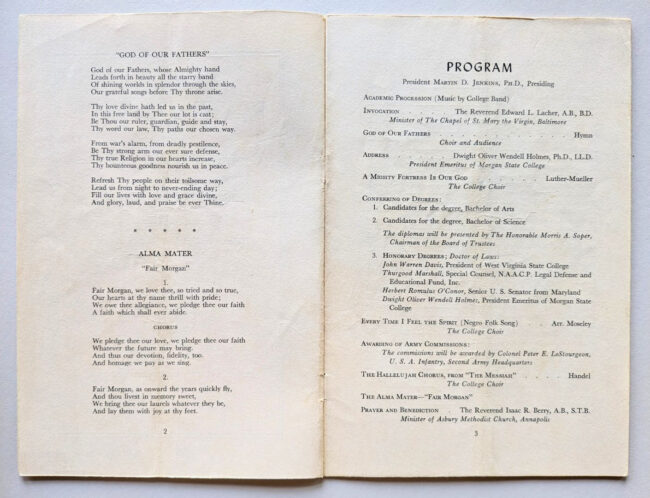 "GOD OF OUR FATHERS"
God of our Fathers, whose Almighty hand
Leads forth in beauty all the starry band
Of shining worlds in splendor through the skies,
Our grateful songs before Thy throne arise.
Thy love divine hath led us in the past,
In this free land by Thee our lot is cast;
Be Thou our ruler, guardian, guide and stay,
Thy word our law, Thy paths our chosen way.
From war's alarm, from deadly pestilence,
Be Thy strong arm our ever sure defense,
Thy true Religion in our hearts increase,
Thy bounteous goodness nourish us in peace.
Refresh Thy people on their toilsome way,
Lead us from night to never-ending day;
Fill our lives with love and grace divine,
And glory, laud, and praise be ever Thine.
* * * * *
ALMA MATER
"Fair Morgan"
1.
Fair Morgan, we love thee, so tried and so true,
Our hearts at thy name thrill with pride;
We owe thee allegiance, we pledge thee our faith
A faith which shall ever abide.
CHORUS
We pledge thee our love, we pledge thee our faith
Whatever the future may bring.
And thus our devotion, fidelity, too.
And homage we pay as we sing.
2.
Fair Morgan, as onward the years quickly fly,
And thou livest in memory sweet,
We bring thee our laurels whatever they be,
And lay them with joy at thy feet.
2
PROGRAM
President Martin D. Jenkins, Ph.D., Presiding
Academic Procession (Music by College Band)
Invocation . . . . The Reverend Edward L. Lacher, A.B., B.D.
Minister of The Chapel of St. Mary the Virgin, Baltimore
God of Our Fathers . . . . Hymn
Choir and Audience
Address . . . . Dwight Oliver Wendell Holmes, Ph.D., LL.D.
President Emeritus of Morgan State College
A Mighty Fortress Is Our God . . . . Luther-Mueller
The College Choir
Conferring of Degrees:
1. Candidates for the degree, Bachelor of Arts
2. Candidates for the degree, Bachelor of Science
The diplomas will be presented by The Honorable Morris A. Soper,
Chairman of the Board of Trustees
3. Honorary Degrees; Doctor of Laws:
John Warren Davis, President of West Virginia State College
Thurgood Marshall, Special Counsel, N.A.A.C.P. Legal Defense and
Educational Fund, Inc.
Herbert Romulus O'Conor, Senior U. S. Senator from Maryland
Dwight Oliver Wendell Holmes, President Emeritus of Morgan State
College
Every Time I Feel the Spirit (Negro Folk Song) . . Arr. Moseley
The College Choir
Awarding of Army Commissions:
The commissions will be awarded by Colonel Peter E. LeStourgeon,
U. S. A. Infantry, Second Army Headquarters
The Hallelujah Chorus, from "The Messiah" . . . . Handel
The College Choir
The Alma Mater—"Fair Morgan"
Prayer and Benediction . The Reverend Isaac R. Berry, A.B., S.T.B.
Minister of Asbury Methodist Church, Annapolis
3